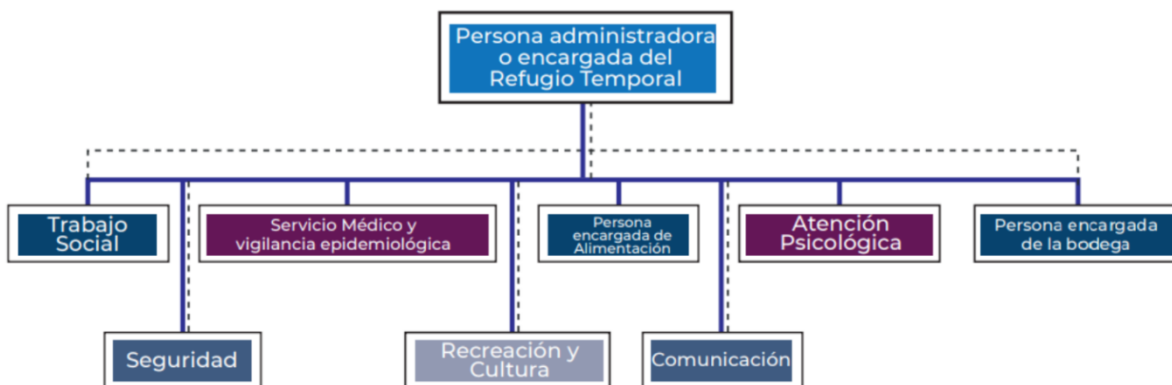 Persona administradora
o encargada del
Refugio Temporal
Trabajo
Social
Servicio Médico y
vigilancia epidemiológica
Persona
encargada de
Alimentación
Atención
Psicológica
Persona encargada
de la bodega
Seguridad
Recreación y
Cultura
Comunicación